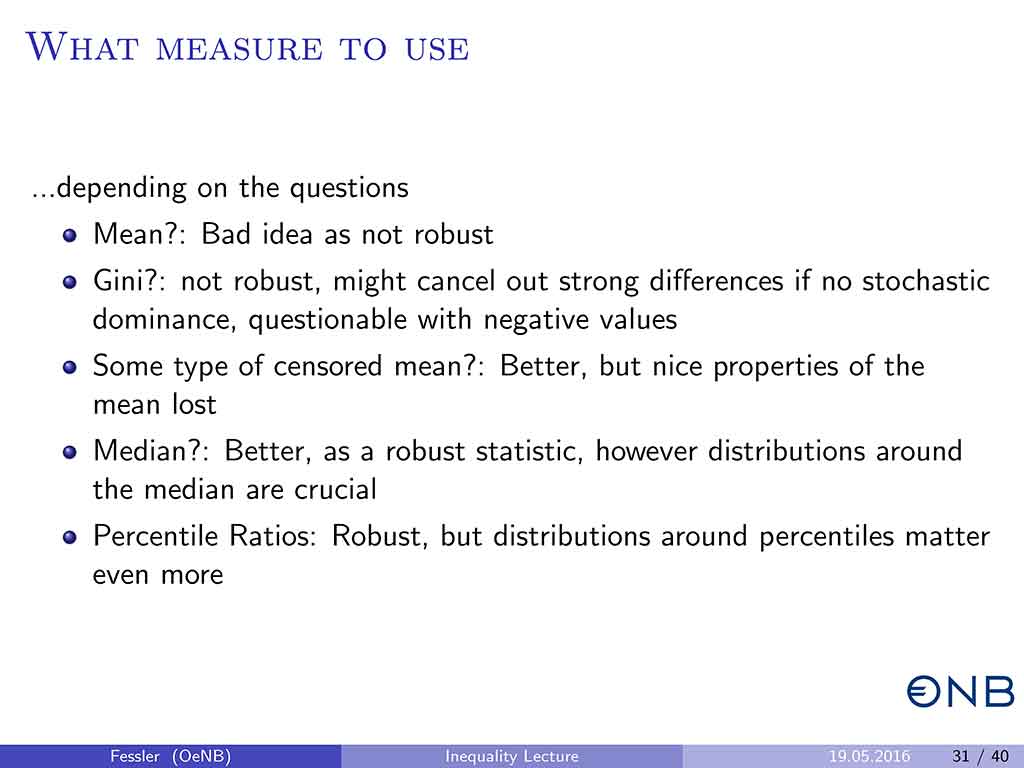 What measure to use
...depending on the questions
Mean?: Bad idea as not robust
Gini?: not robust, might cancel out strong differences if no stochastic
dominance, questionable with negative values
Some type of censored mean?: Better, but nice properties of the
mean lost
Median?: Better, as a robust statistic, however distributions around
the median are crucial
Percentile Ratios: Robust, but distributions around percentiles matter
even more
€NB
Fessler (OeNB) Inequality Lecture 19.05.2016 31 / 40